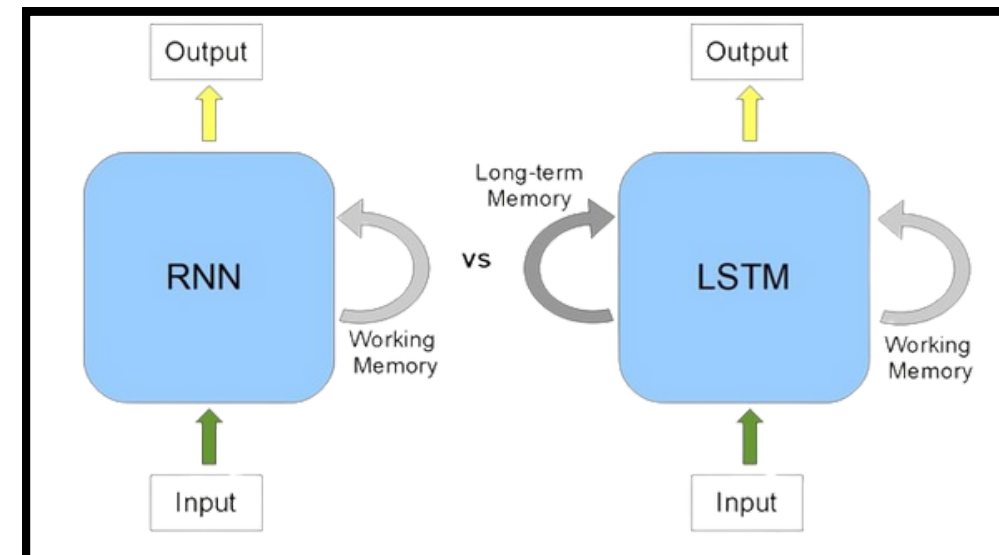 Output
RNN
Working
Memory
Input
vs
Output
Long-term
Memory
LSTM
Working
Memory
Input